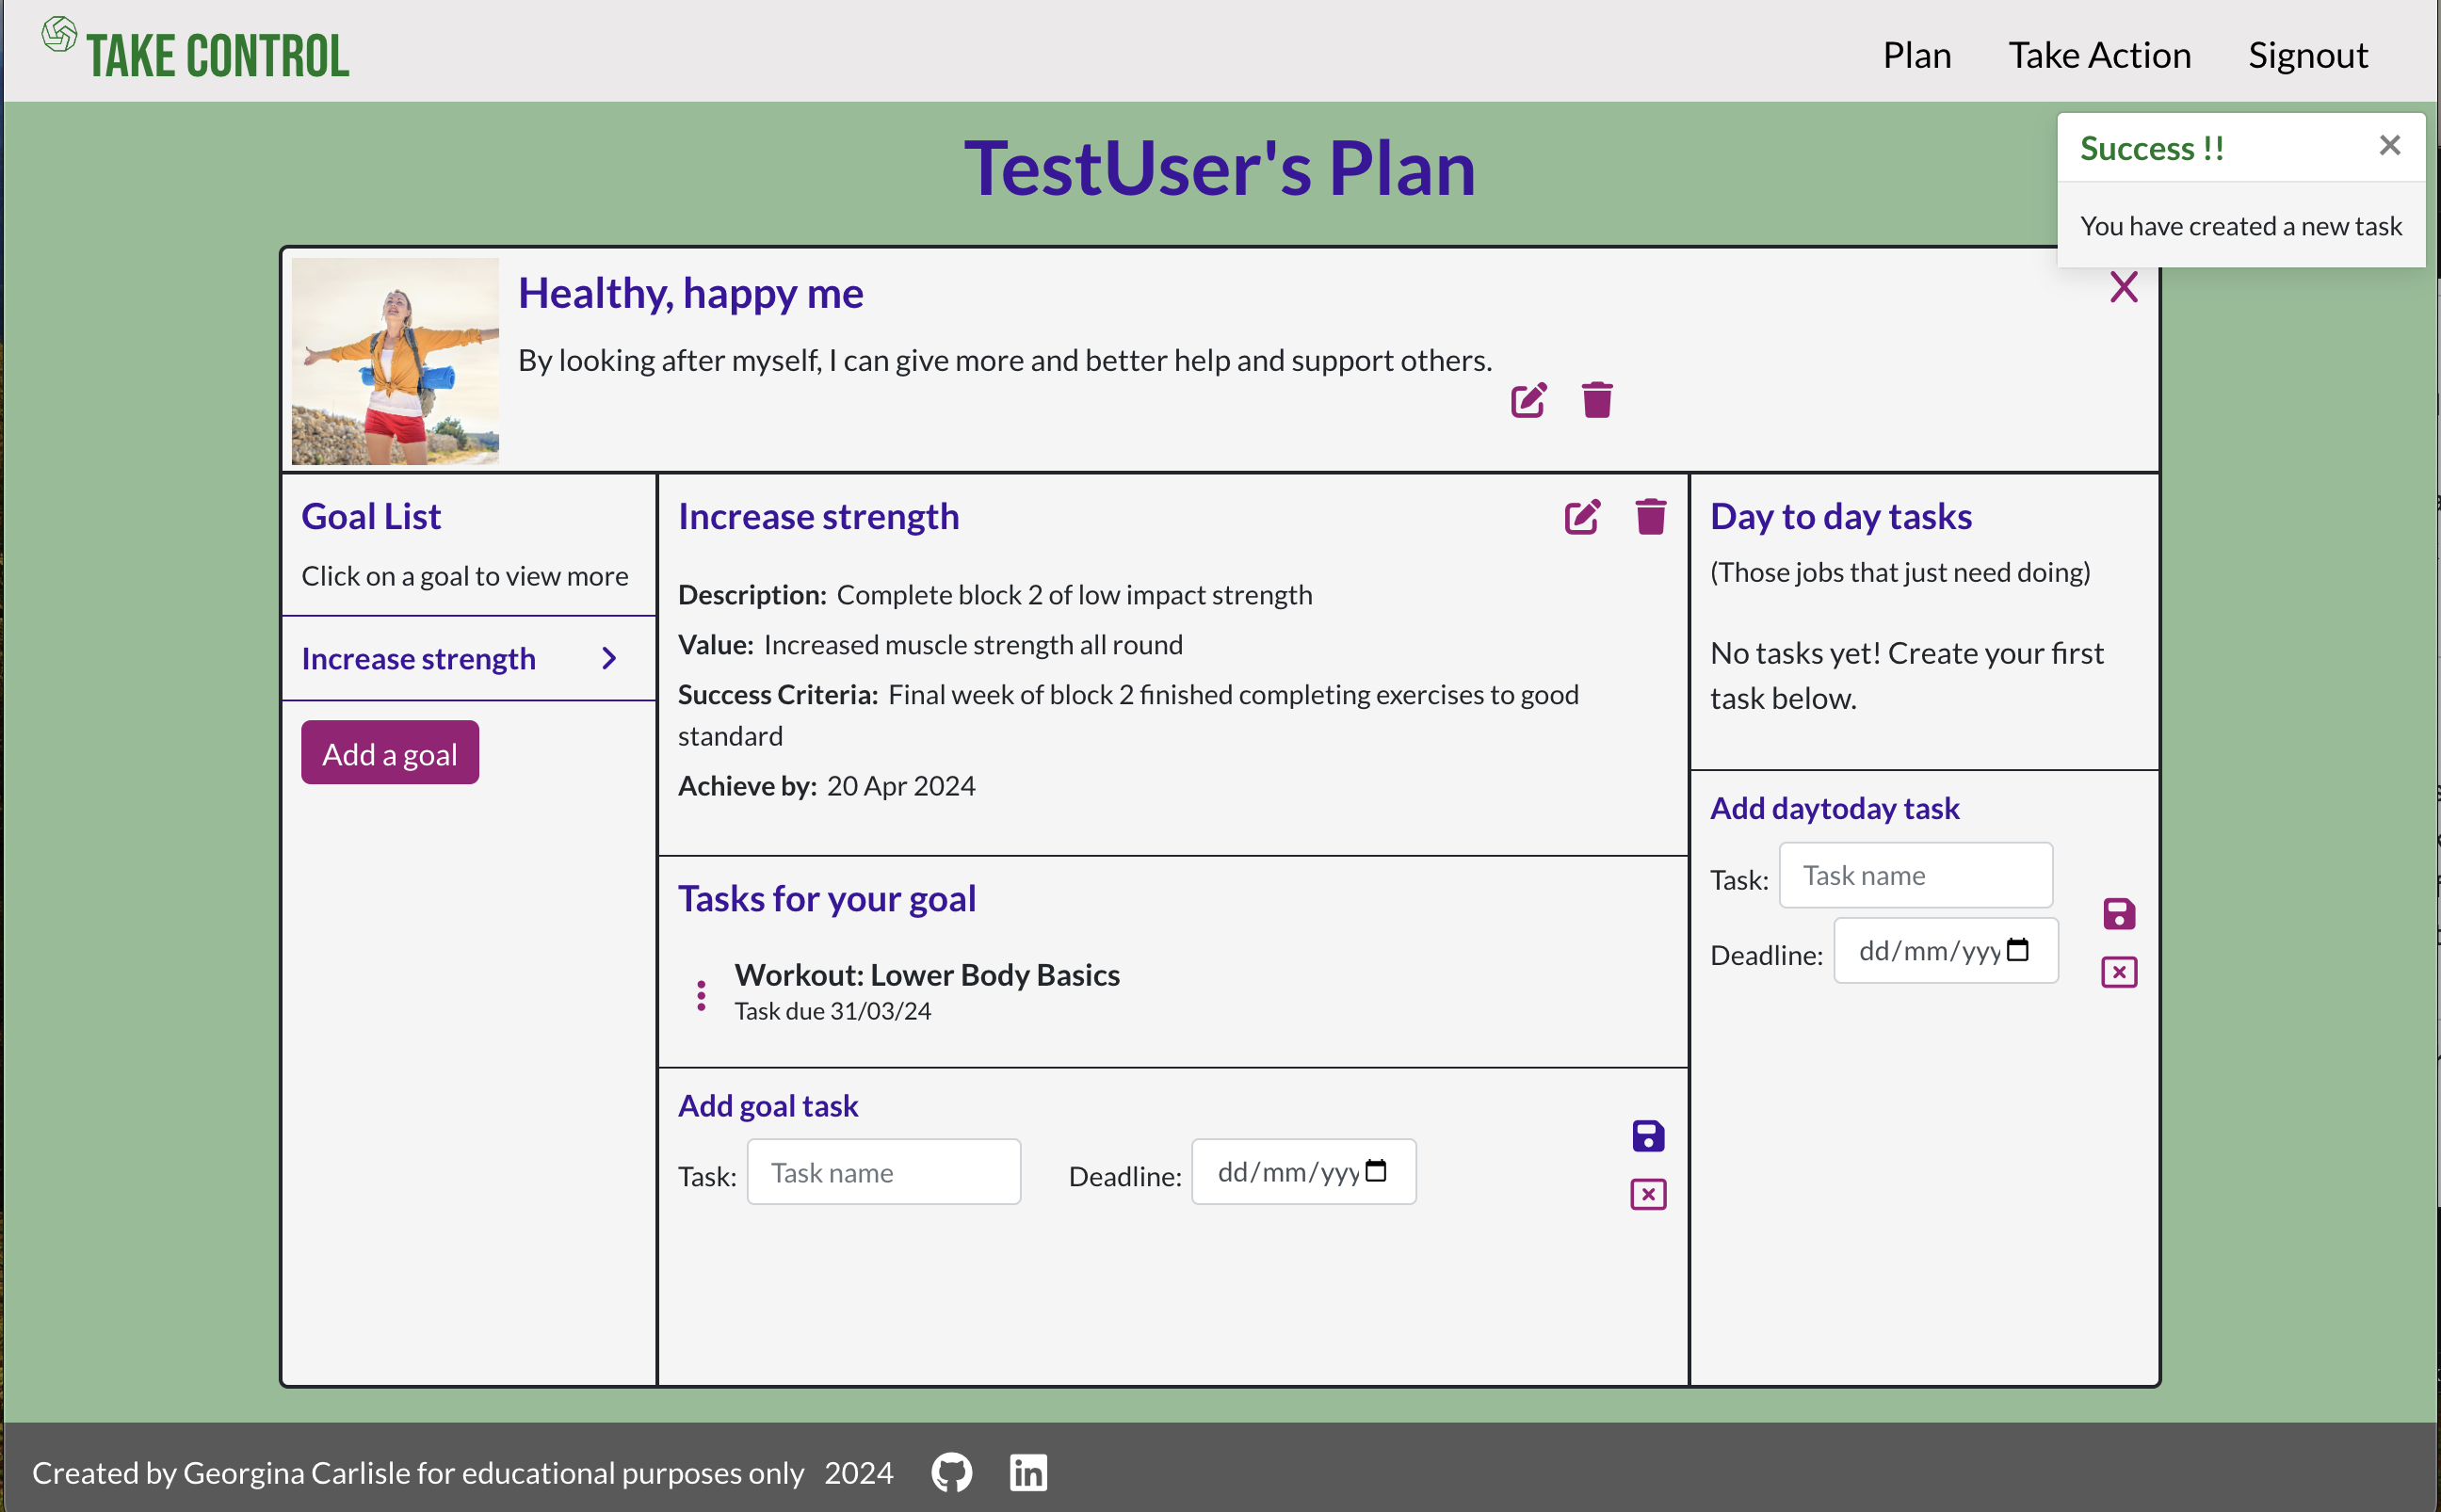 TAKE CONTROL
Plan
Take Action
Signout
TestUser's Plan
Success !!
You have created a new task
Healthy, happy me
By looking after myself, I can give more and better help and support others.
Goal List
Click on a goal to view more
Increase strength
Add a goal
Increase strength
Description: Complete block 2 of low impact strength
Value: Increased muscle strength all round
Success Criteria: Final week of block 2 finished completing exercises to good
standard
Achieve by: 20 Apr 2024
Tasks for your goal
Workout: Lower Body Basics
Task due 31/03/24
Add goal task
Task: Task name
Deadline: dd/mm/yyy
Day to day tasks
(Those jobs that just need doing)
No tasks yet! Create your first
task below.
Add daytoday task
Task: Task name
Deadline: dd/mm/yyy
Created by Georgina Carlisle for educational purposes only 2024
in